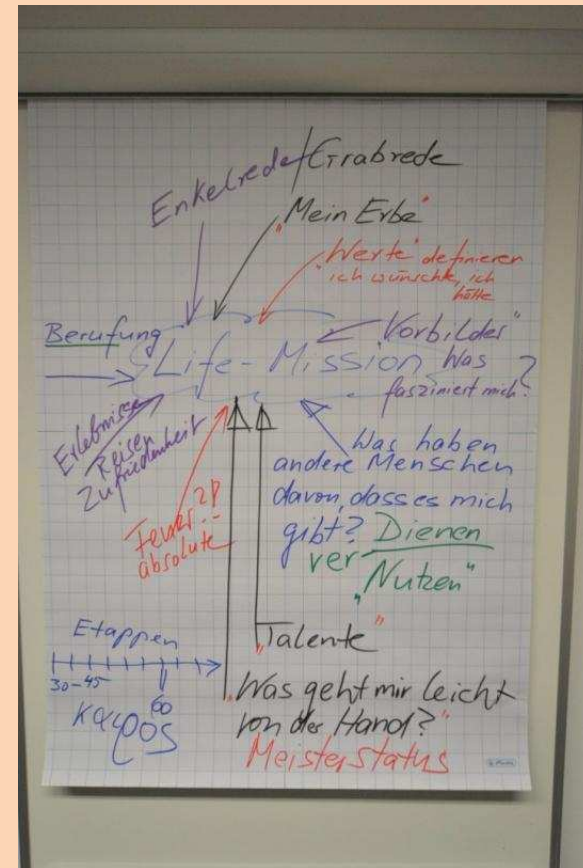 Enkelrede/Grabrede
"Mein Erbe"
"Werte" definieren
ich wünschte, ich
hätte
Berufung
"Vorbilder"
Life-Mission
Was
fasziniert mich?
Erlebnisse
Reisen
Zufriedenheit
Was haben
andere Menschen
davon, dass es mich
gibt? Dienen
ver
"Nutzen"
Feuer?!
absolute
Etappen
"Talente"
30-45
60
"Was geht mir leicht
von der Hand?"
Meisterstatus